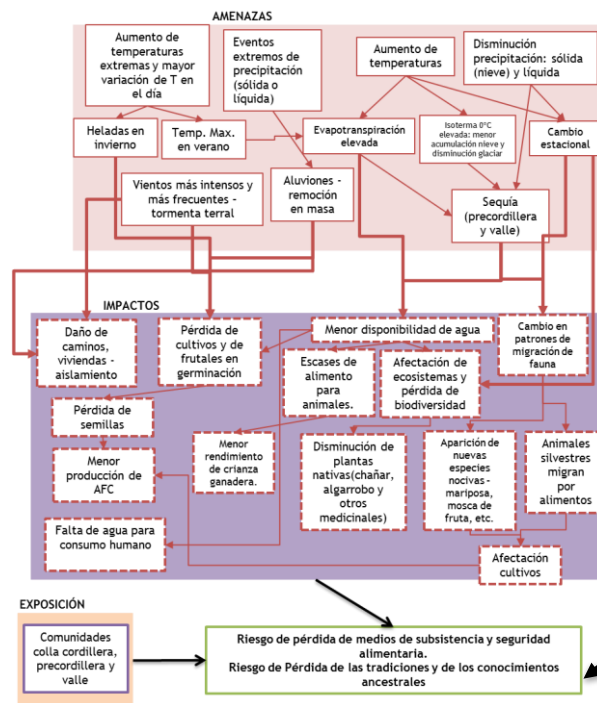 AMENAZAS
Aumento de
temperaturas
extremas y mayor
variación de T en
el día
Eventos
extremos de
precipitación
(sólida o
líquida)
Aumento de
temperaturas
Disminución
precipitación: sólida
(nieve) y líquida
Heladas en
invierno
Temp. Max.
en verano
Evapotranspiración
elevada
Isoterma 0°C
elevada: menor
acumulación nieve y
disminución glaciar
Cambio
estacional
Vientos más intensos y
más frecuentes -
tormenta terral
Aluviones -
remoción
en masa
Sequía
(precordillera
y valle)
IMPACTOS
Daño de
caminos,
viviendas -
aislamiento
Pérdida de
cultivos y de
frutales en
germinación
Menor disponibilidad de agua
Cambio en
patrones de
migración de
fauna
Escases de
alimento
para
animales.
Afectación de
ecosistemas y
pérdida de
biodiversidad
Pérdida de
semillas
Menor
rendimiento de
crianza
ganadera.
Disminución de
plantas
nativas(chañar,
algarrobo y
otros
medicinales)
Aparición de
nuevas
especies
nocivas -
mariposa,
mosca de
fruta, etc.
Animales
silvestres
migran
por
alimentos
Menor
producción de
AFC
Falta de agua para
consumo humano
Afectación
cultivos
EXPOSICIÓN
Comunidades
colla cordillera,
precordillera y
valle
Riesgo de pérdida de medios de subsistencia y seguridad
alimentaria.
Riesgo de Pérdida de las tradiciones y de los conocimientos
ancestrales